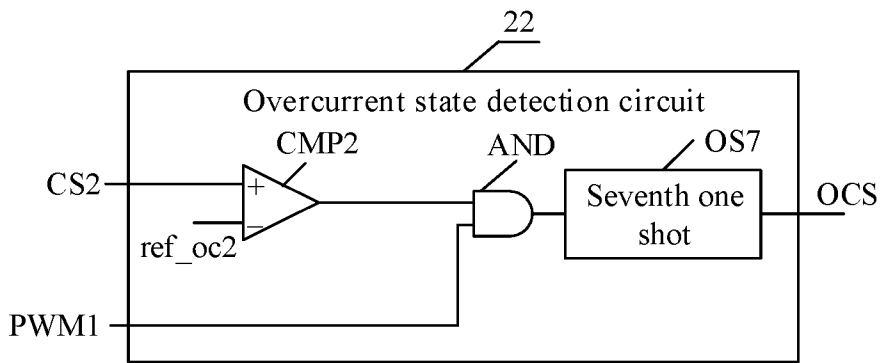 22
Overcurrent state detection circuit
CMP2
AND
OS7
CS2
+
Seventh one
shot
OCS
−
ref_oc2
PWM1